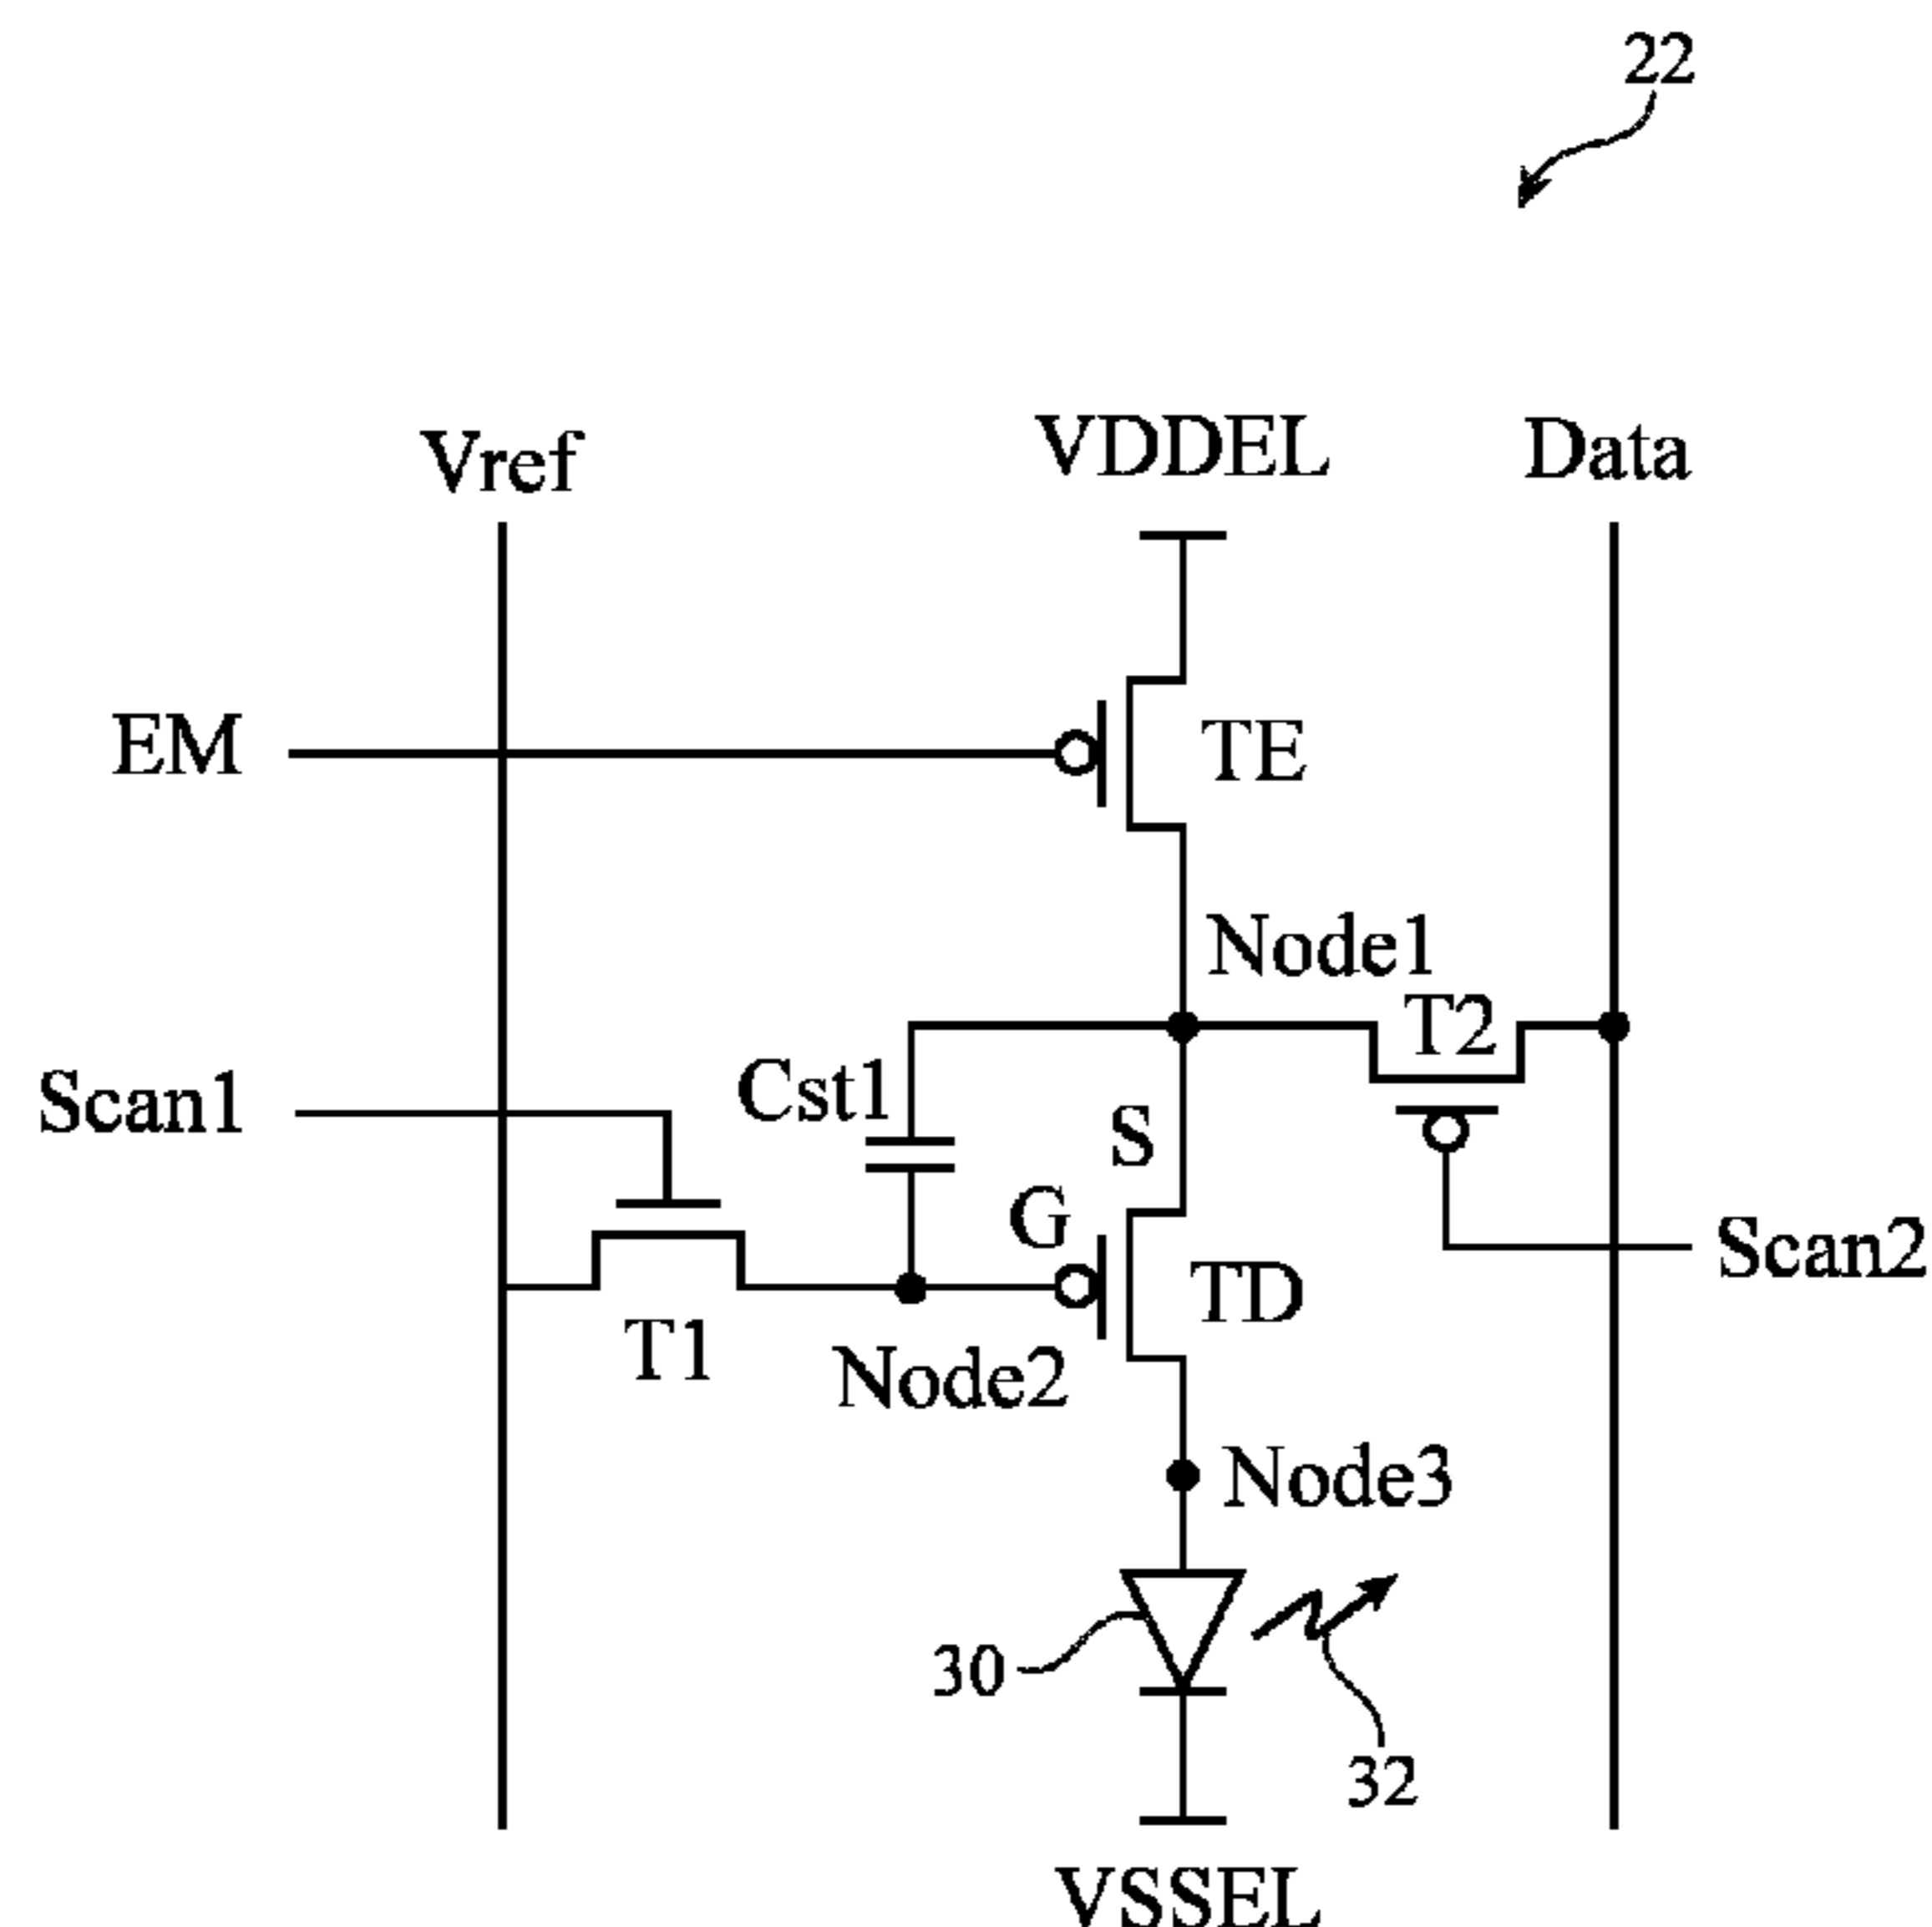 22
Vref
VDDEL
Data
EM
TE
Node1
T2
Scan1
Cst1
S
G
Scan2
TD
T1
Node2
Node3
30
32
VSSEL